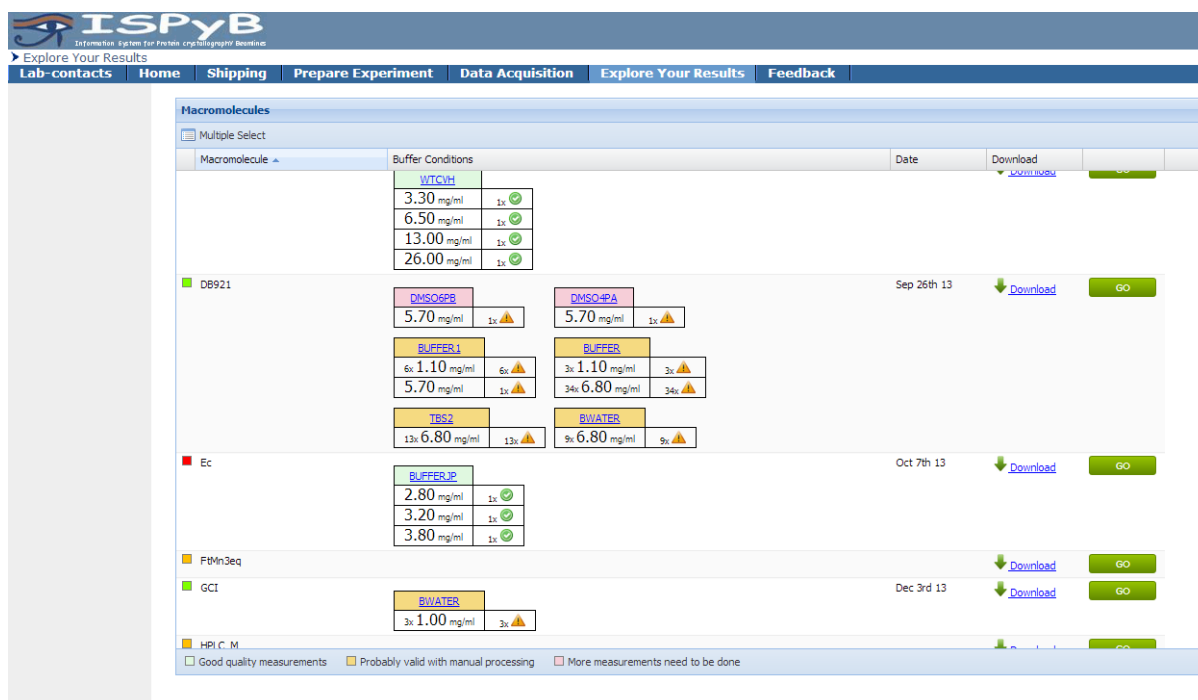 ISPyB
Information System for Protein crystallography Beamlines
Explore Your Results
Lab-contacts Home Shipping Prepare Experiment Data Acquisition Explore Your Results Feedback
Macromolecules
Multiple Select
Macromolecule Buffer Conditions Date Download
WTCVH Download GO
3.30 mg/ml 1x
6.50 mg/ml 1x
13.00 mg/ml 1x
26.00 mg/ml 1x
DB921 Sep 26th 13 Download GO
DMSO6PB DMSO4PA
5.70 mg/ml 1x 5.70 mg/ml 1x
BUFFER1 BUFFER
6x 1.10 mg/ml 6x 3x 1.10 mg/ml 3x
5.70 mg/ml 1x 34x 6.80 mg/ml 34x
TBS2 BWATER
13x 6.80 mg/ml 13x 9x 6.80 mg/ml 9x
Ec Oct 7th 13 Download GO
BUFFERJP
2.80 mg/ml 1x
3.20 mg/ml 1x
3.80 mg/ml 1x
FtMn3eq Download GO
GCI Dec 3rd 13 Download GO
BWATER
3x 1.00 mg/ml 3x
HPLC_M
Good quality measurements Probably valid with manual processing More measurements need to be done